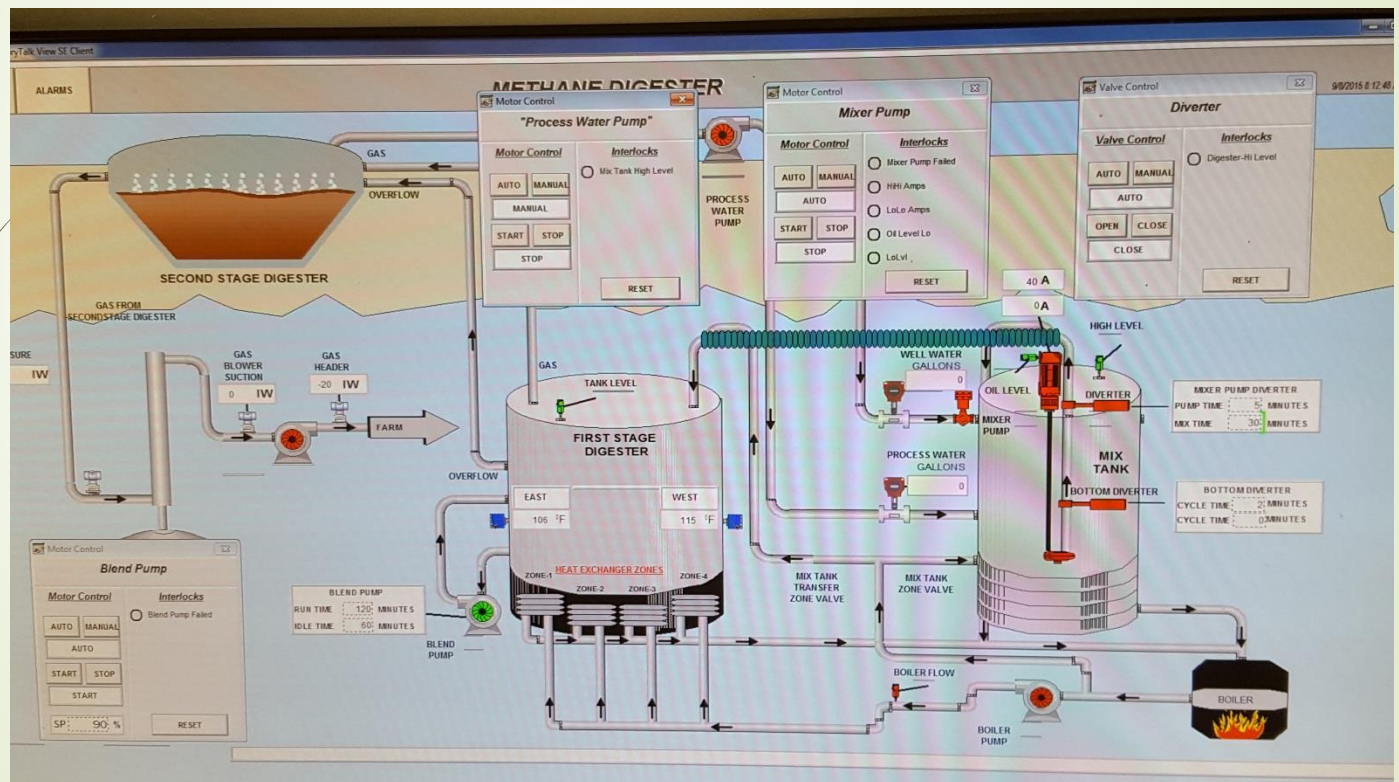 ryTalk View SE Client
ALARMS
METHANE DIGESTER
9/8/2015 8:12:48
Motor Control
"Process Water Pump"
Motor Control
Interlocks
AUTO
MANUAL
Mix Tank High Level
MANUAL
START
STOP
STOP
RESET
Motor Control
Mixer Pump
Motor Control
Interlocks
AUTO
MANUAL
Mixer Pump Failed
AUTO
HiHi Amps
LoLo Amps
START
STOP
Oil Level Lo
STOP
LoLvl
RESET
Valve Control
Diverter
Valve Control
Interlocks
AUTO
MANUAL
Digester-Hi Level
AUTO
OPEN
CLOSE
CLOSE
RESET
GAS
OVERFLOW
PROCESS
WATER
PUMP
SECOND STAGE DIGESTER
GAS FROM
SECONDSTAGE DIGESTER
SURE
IW
GAS
BLOWER
SUCTION
0 IW
GAS
HEADER
-20 IW
FARM
GAS
TANK LEVEL
FIRST STAGE
DIGESTER
OVERFLOW
EAST
WEST
106 °F
115 °F
HEAT EXCHANGER ZONES
ZONE-1
ZONE-2
ZONE-3
ZONE-4
40 A
0 A
HIGH LEVEL
WELL WATER
GALLONS
0
OIL LEVEL
DIVERTER
MIXER
PUMP
MIXER PUMP DIVERTER
PUMP TIME 5 MINUTES
MIX TIME 30 MINUTES
PROCESS WATER
GALLONS
0
MIX
TANK
BOTTOM DIVERTER
BOTTOM DIVERTER
CYCLE TIME 2 MINUTES
CYCLE TIME 0 MINUTES
MIX TANK
TRANSFER
ZONE VALVE
MIX TANK
ZONE VALVE
BLEND PUMP
RUN TIME 120 MINUTES
IDLE TIME 60 MINUTES
BLEND
PUMP
BOILER FLOW
BOILER
BOILER
PUMP
Motor Control
Blend Pump
Motor Control
Interlocks
AUTO
MANUAL
Blend Pump Failed
AUTO
START
STOP
START
SP: 90 %
RESET